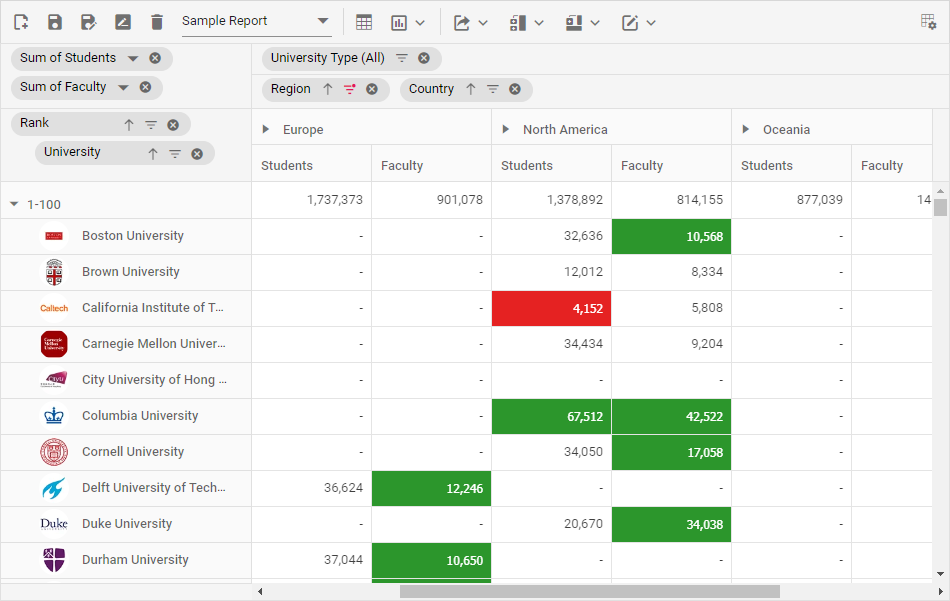 Sample Report
Sum of Students
University Type (All)
Sum of Faculty
Region Country
Rank
University
Europe North America Oceania
Students Faculty Students Faculty Students Faculty
1-100 1,737,373 901,078 1,378,892 814,155 877,039 14
Boston University - - 32,636 10,568 -
Brown University - - 12,012 8,334 -
Caltech California Institute of T... - - 4,152 5,808 -
Carnegie Mellon University Carnegie Mellon Univer... - - 34,434 9,204 -
City University of Hong ... - - - - -
Columbia University - - 67,512 42,522 -
Cornell University - - 34,050 17,058 -
Delft University of Tech... 36,624 12,246 - - -
Duke Duke University - - 20,670 34,038 -
Durham University 37,044 10,650 - - -